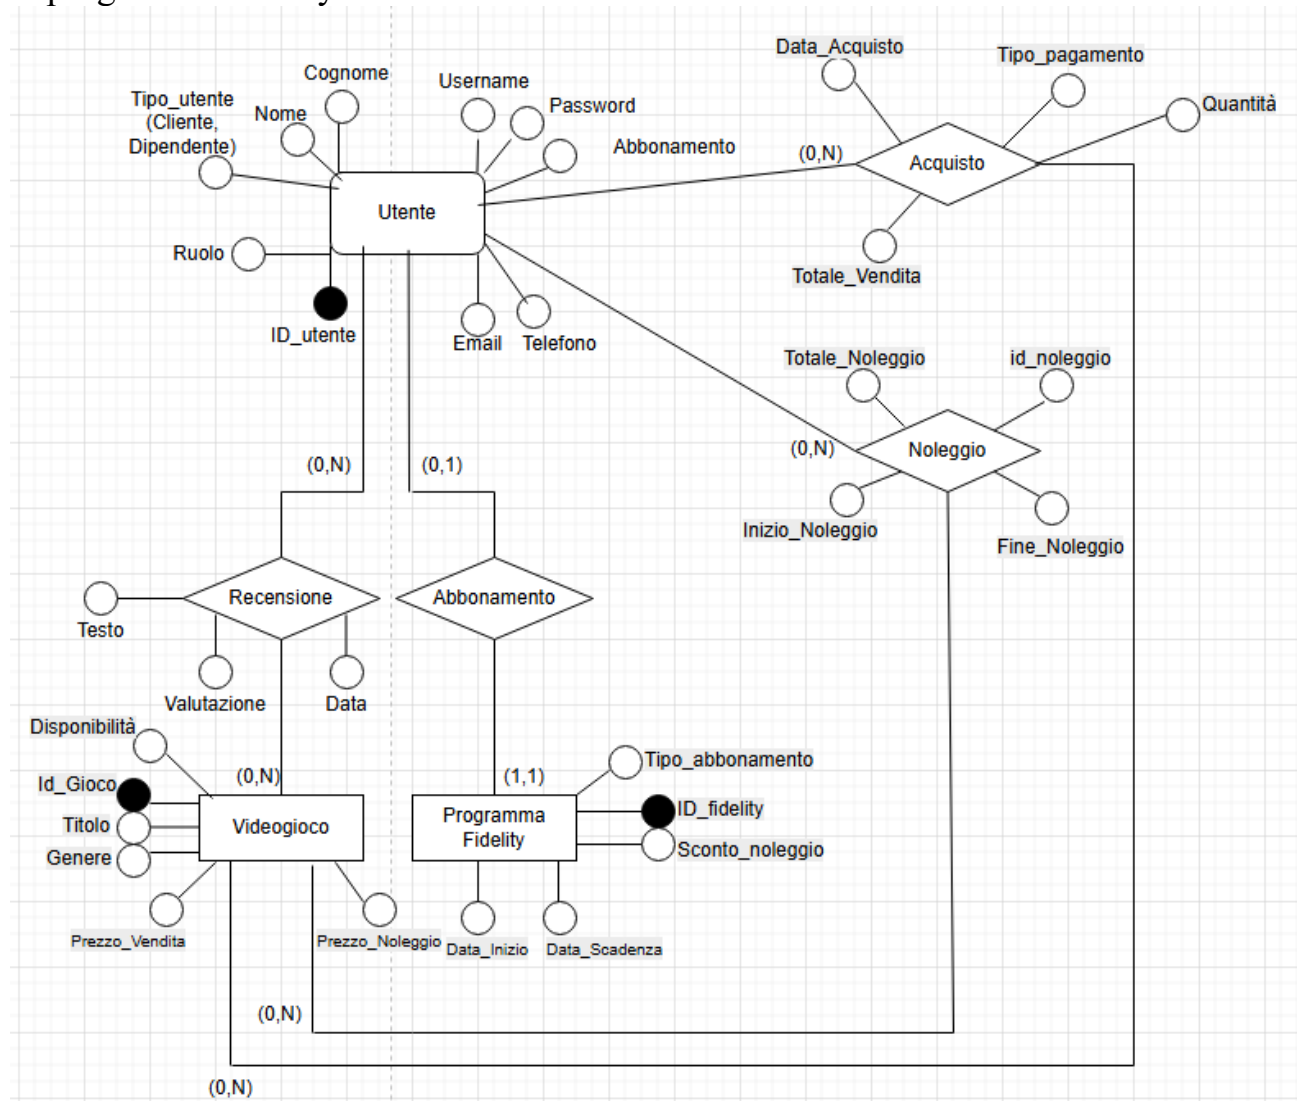 Data_Acquisto
Tipo_pagamento
Cognome
Username
Tipo_utente
(Cliente,
Dipendente)
Nome
Password
Quantità
Abbonamento
(0,N)
Acquisto
Utente
Ruolo
Totale_Vendita
ID_utente
Email
Telefono
Totale_Noleggio
id_noleggio
(0,N)
Noleggio
(0,N)
(0,1)
Inizio_Noleggio
Fine_Noleggio
Recensione
Abbonamento
Testo
Valutazione
Data
Disponibilità
Tipo_abbonamento
(0,N)
(1,1)
Id_Gioco
ID_fidelity
Titolo
Videogioco
Programma
Fidelity
Genere
Sconto_noleggio
Prezzo_Vendita
Prezzo_Noleggio
Data_Inizio
Data_Scadenza
(0,N)
(0,N)